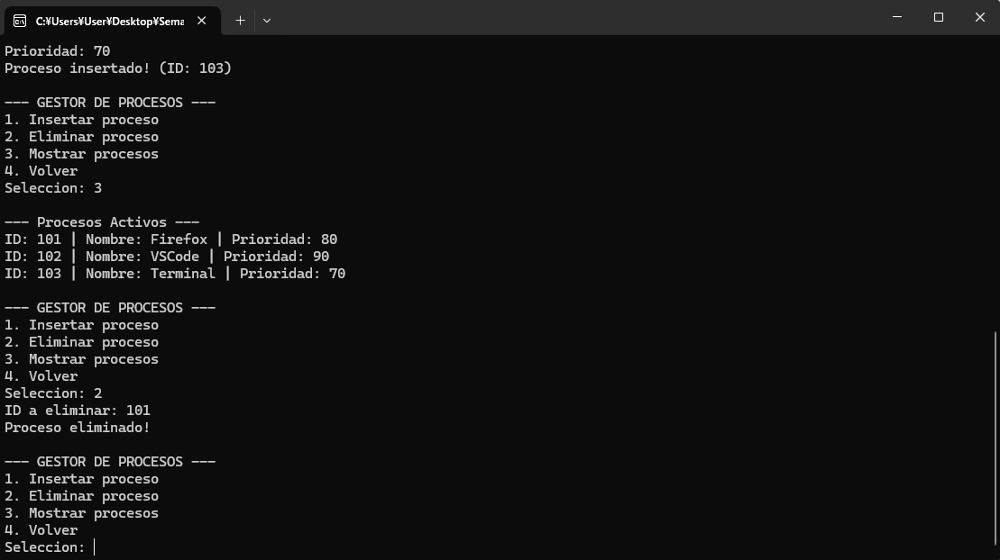 C:¥Users¥User¥Desktop¥Sema
Prioridad: 70
Proceso insertado! (ID: 103)
--- GESTOR DE PROCESOS ---
1. Insertar proceso
2. Eliminar proceso
3. Mostrar procesos
4. Volver
Seleccion: 3
--- Procesos Activos ---
ID: 101 | Nombre: Firefox | Prioridad: 80
ID: 102 | Nombre: VSCode | Prioridad: 90
ID: 103 | Nombre: Terminal | Prioridad: 70
--- GESTOR DE PROCESOS ---
1. Insertar proceso
2. Eliminar proceso
3. Mostrar procesos
4. Volver
Seleccion: 2
ID a eliminar: 101
Proceso eliminado!
--- GESTOR DE PROCESOS ---
1. Insertar proceso
2. Eliminar proceso
3. Mostrar procesos
4. Volver
Seleccion: